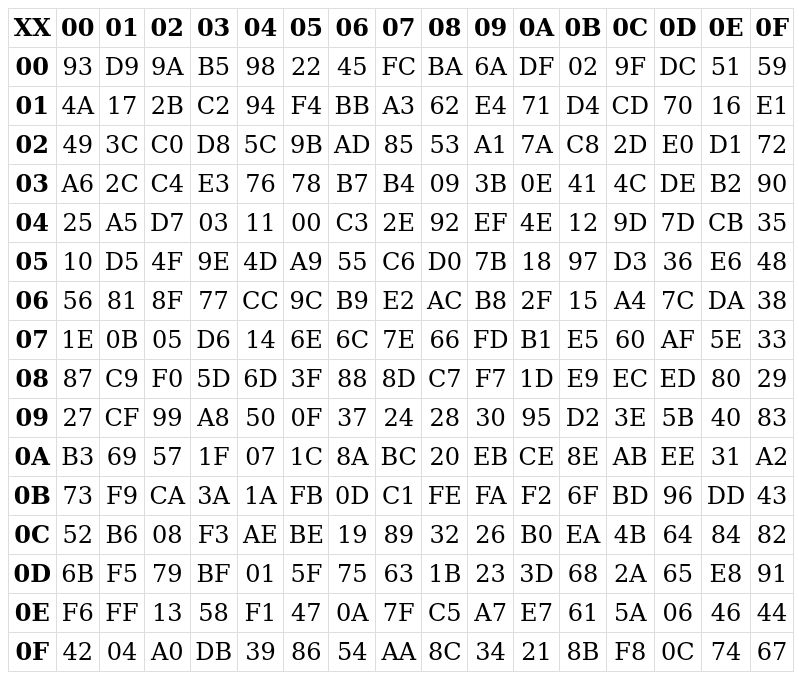 XX 00 01 02 03 04 05 06 07 08 09 0A 0B 0C 0D 0E 0F
00 93 D9 9A B5 98 22 45 FC BA 6A DF 02 9F DC 51 59
01 4A 17 2B C2 94 F4 BB A3 62 E4 71 D4 CD 70 16 E1
02 49 3C C0 D8 5C 9B AD 85 53 A1 7A C8 2D E0 D1 72
03 A6 2C C4 E3 76 78 B7 B4 09 3B 0E 41 4C DE B2 90
04 25 A5 D7 03 11 00 C3 2E 92 EF 4E 12 9D 7D CB 35
05 10 D5 4F 9E 4D A9 55 C6 D0 7B 18 97 D3 36 E6 48
06 56 81 8F 77 CC 9C B9 E2 AC B8 2F 15 A4 7C DA 38
07 1E 0B 05 D6 14 6E 6C 7E 66 FD B1 E5 60 AF 5E 33
08 87 C9 F0 5D 6D 3F 88 8D C7 F7 1D E9 EC ED 80 29
09 27 CF 99 A8 50 0F 37 24 28 30 95 D2 3E 5B 40 83
0A B3 69 57 1F 07 1C 8A BC 20 EB CE 8E AB EE 31 A2
0B 73 F9 CA 3A 1A FB 0D C1 FE FA F2 6F BD 96 DD 43
0C 52 B6 08 F3 AE BE 19 89 32 26 B0 EA 4B 64 84 82
0D 6B F5 79 BF 01 5F 75 63 1B 23 3D 68 2A 65 E8 91
0E F6 FF 13 58 F1 47 0A 7F C5 A7 E7 61 5A 06 46 44
0F 42 04 A0 DB 39 86 54 AA 8C 34 21 8B F8 0C 74 67